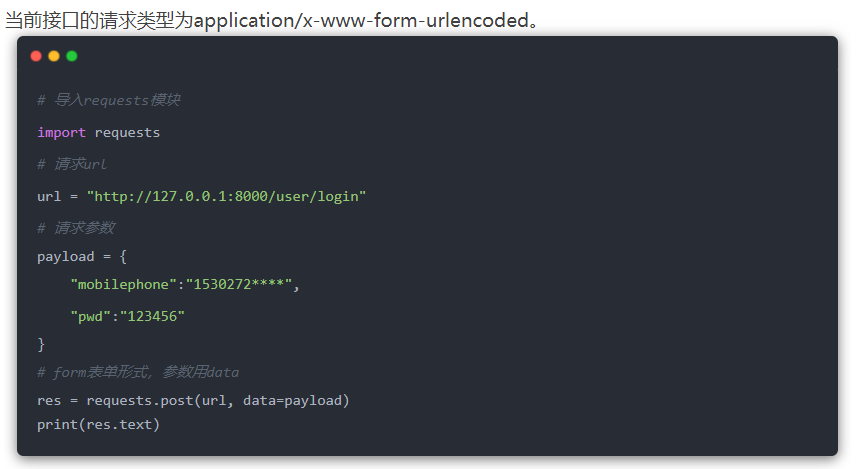 当前接口的请求类型为application/x-www-form-urlencoded。
# 导入requests模块
import requests
# 请求url
url = "http://127.0.0.1:8000/user/login"
# 请求参数
payload = {
    "mobilephone":"1530272****",
    "pwd":"123456"
}
# form表单形式，参数用data
res = requests.post(url, data=payload)
print(res.text)